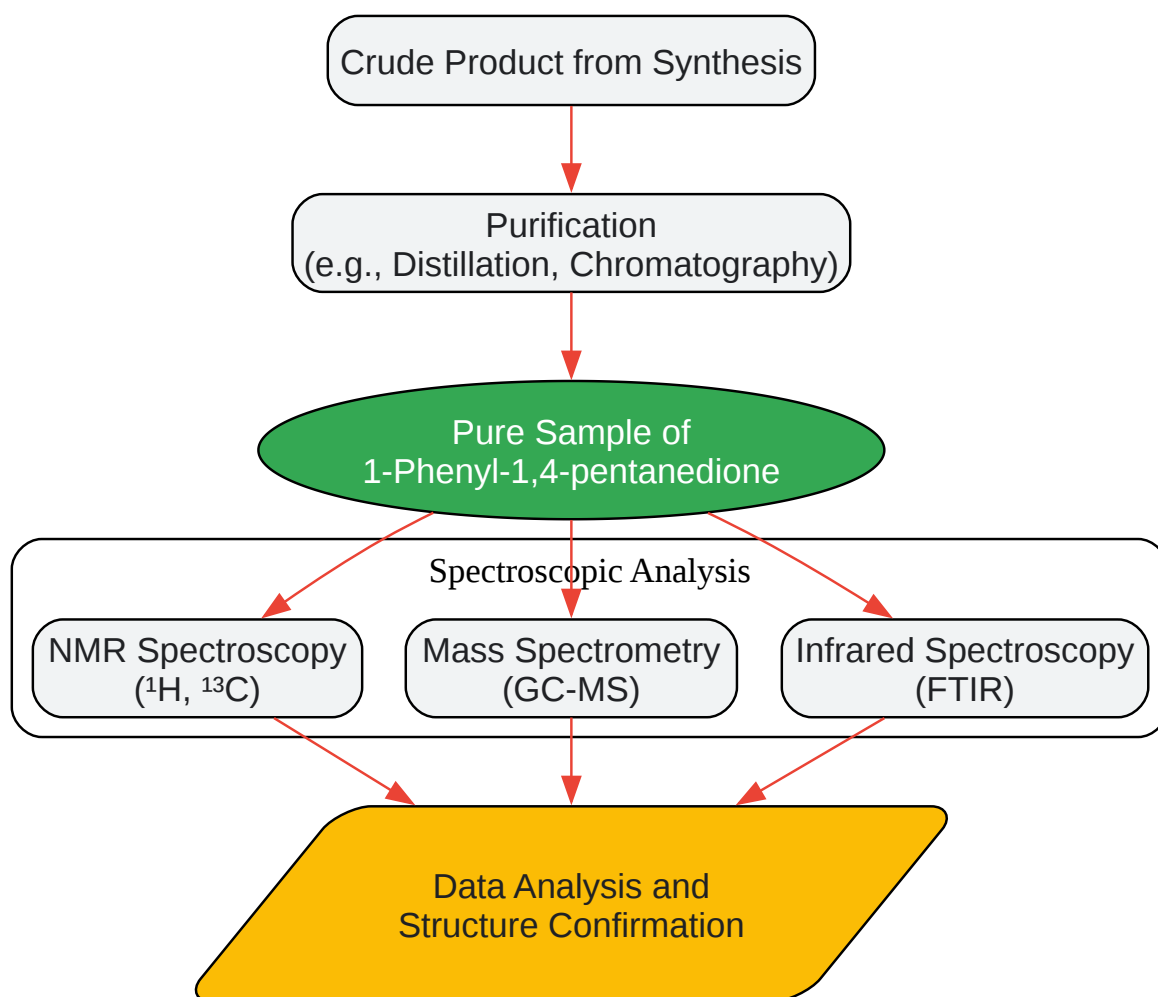 Crude Product from Synthesis
Purification
(e.g., Distillation, Chromatography)
Pure Sample of
1-Phenyl-1,4-pentanedione
Spectroscopic Analysis
NMR Spectroscopy
(¹H, ¹³C)
Mass Spectrometry
(GC-MS)
Infrared Spectroscopy
(FTIR)
Data Analysis and
Structure Confirmation